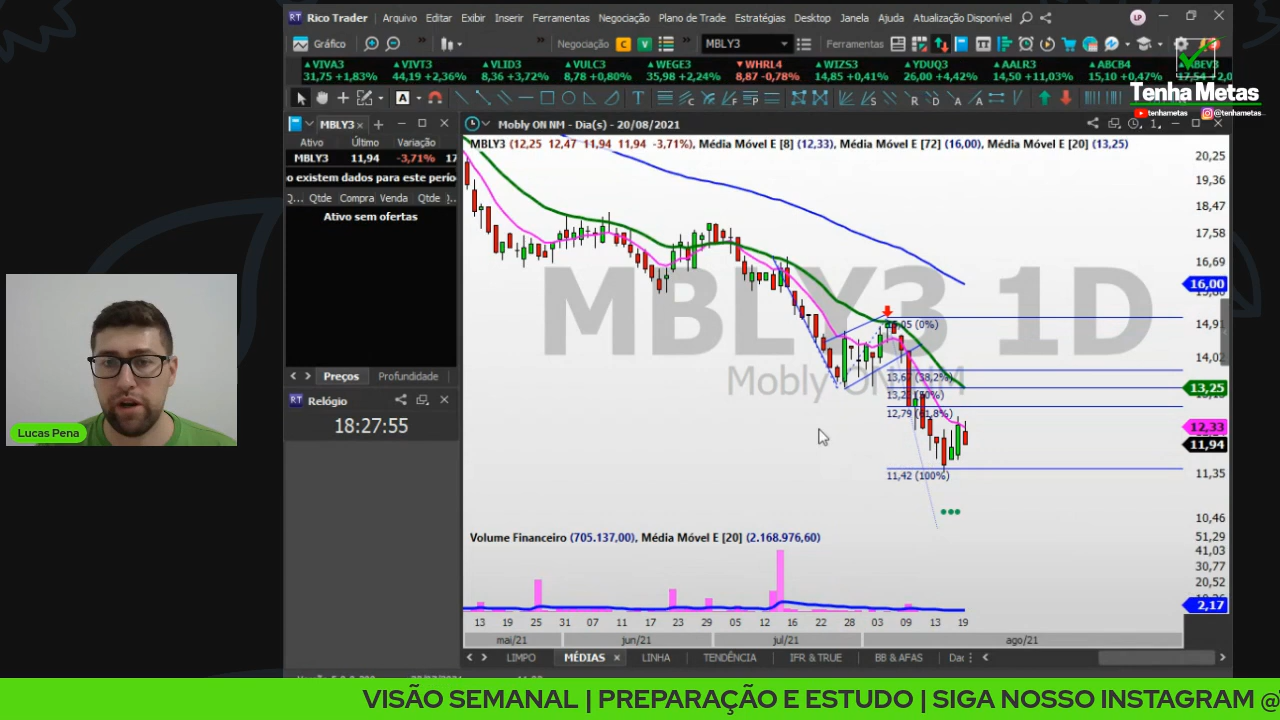 Rico Trader Arquivo Editar Exibir Inserir Ferramentas Negociação Plano de Trade Estratégias Desktop Janela Ajuda Atualização Disponível LP
Gráfico Negociação C V MBLY3 Ferramentas
VIVA3 VIVT3 VLID3 VULC3 WEGE3 WHRL4 WIZS3 YDUQ3 AALR3 ABCB4 ABEV3
31,75 +1,83% 44,19 +2,36% 8,36 +3,72% 8,78 +0,80% 35,98 +2,24% 8,87 -0,78% 14,85 +0,41% 26,00 +4,42% 14,50 +11,03% 15,10 +0,47%
Tenha Metas
tenhametas @tenhametas_
MBLY3
Ativo Último Variação
MBLY3 11,94 -3,71% 17
o existem dados para este perío
Q... Qtde Compra Venda Qtde
Ativo sem ofertas
Preços Profundidade
Relógio
18:27:55
Mobly ON NM - Dia(s) - 20/08/2021
MBLY3 (12,25 12,47 11,94 11,94 -3,71%), Média Móvel E [8] (12,33), Média Móvel E [72] (16,00), Média Móvel E [20] (13,25)
MBLY3 1D
Mobly ON NM
20,25
19,36
18,47
17,58
16,69
16,00
14,91
14,02
13,25
12,33
11,94
11,35
10,46
(0%)
(38,2%)
12,79 (61,8%)
11,42 (100%)
Volume Financeiro (705.137,00), Média Móvel E [20] (2.168.976,60)
51,29
41,03
30,77
20,52
2,17
13 19 25 31 07 11 17 23 29 05 12 16 22 28 03 09 13 19
mai/21 jun/21 jul/21 ago/21
LIMPO MÉDIAS LINHA TENDÊNCIA IFR & TRUE BB & AFAS
Lucas Pena
VISÃO SEMANAL | PREPARAÇÃO E ESTUDO | SIGA NOSSO INSTAGRAM @